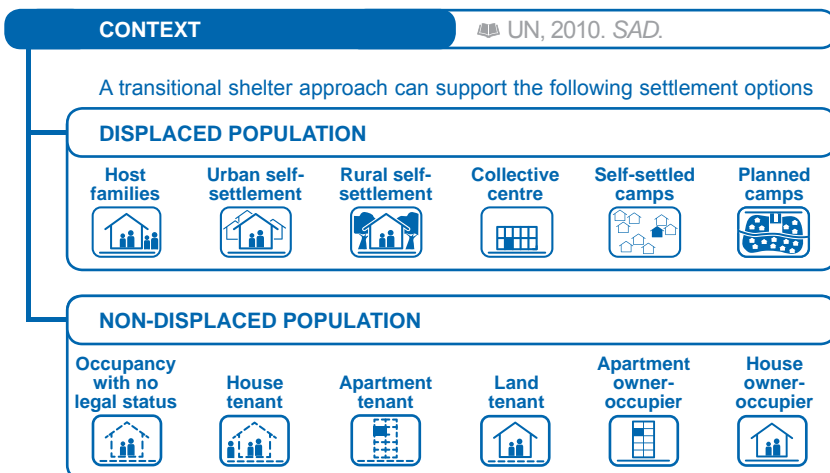 CONTEXT
UN, 2010. SAD.
A transitional shelter approach can support the following settlement options
DISPLACED POPULATION
Host
families
Urban self-
settlement
Rural self-
settlement
Collective
centre
Self-settled
camps
Planned
camps
NON-DISPLACED POPULATION
Occupancy
with no
legal status
House
tenant
Apartment
tenant
Land
tenant
Apartment
owner-
occupier
House
owner-
occupier